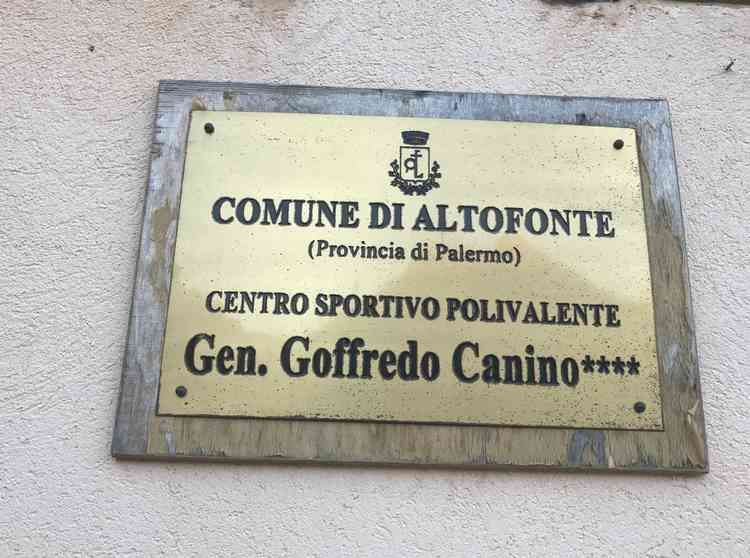 COMUNE DI ALTOFONTE
(Provincia di Palermo)
CENTRO SPORTIVO POLIVALENTE
Gen. Goffredo Canino****